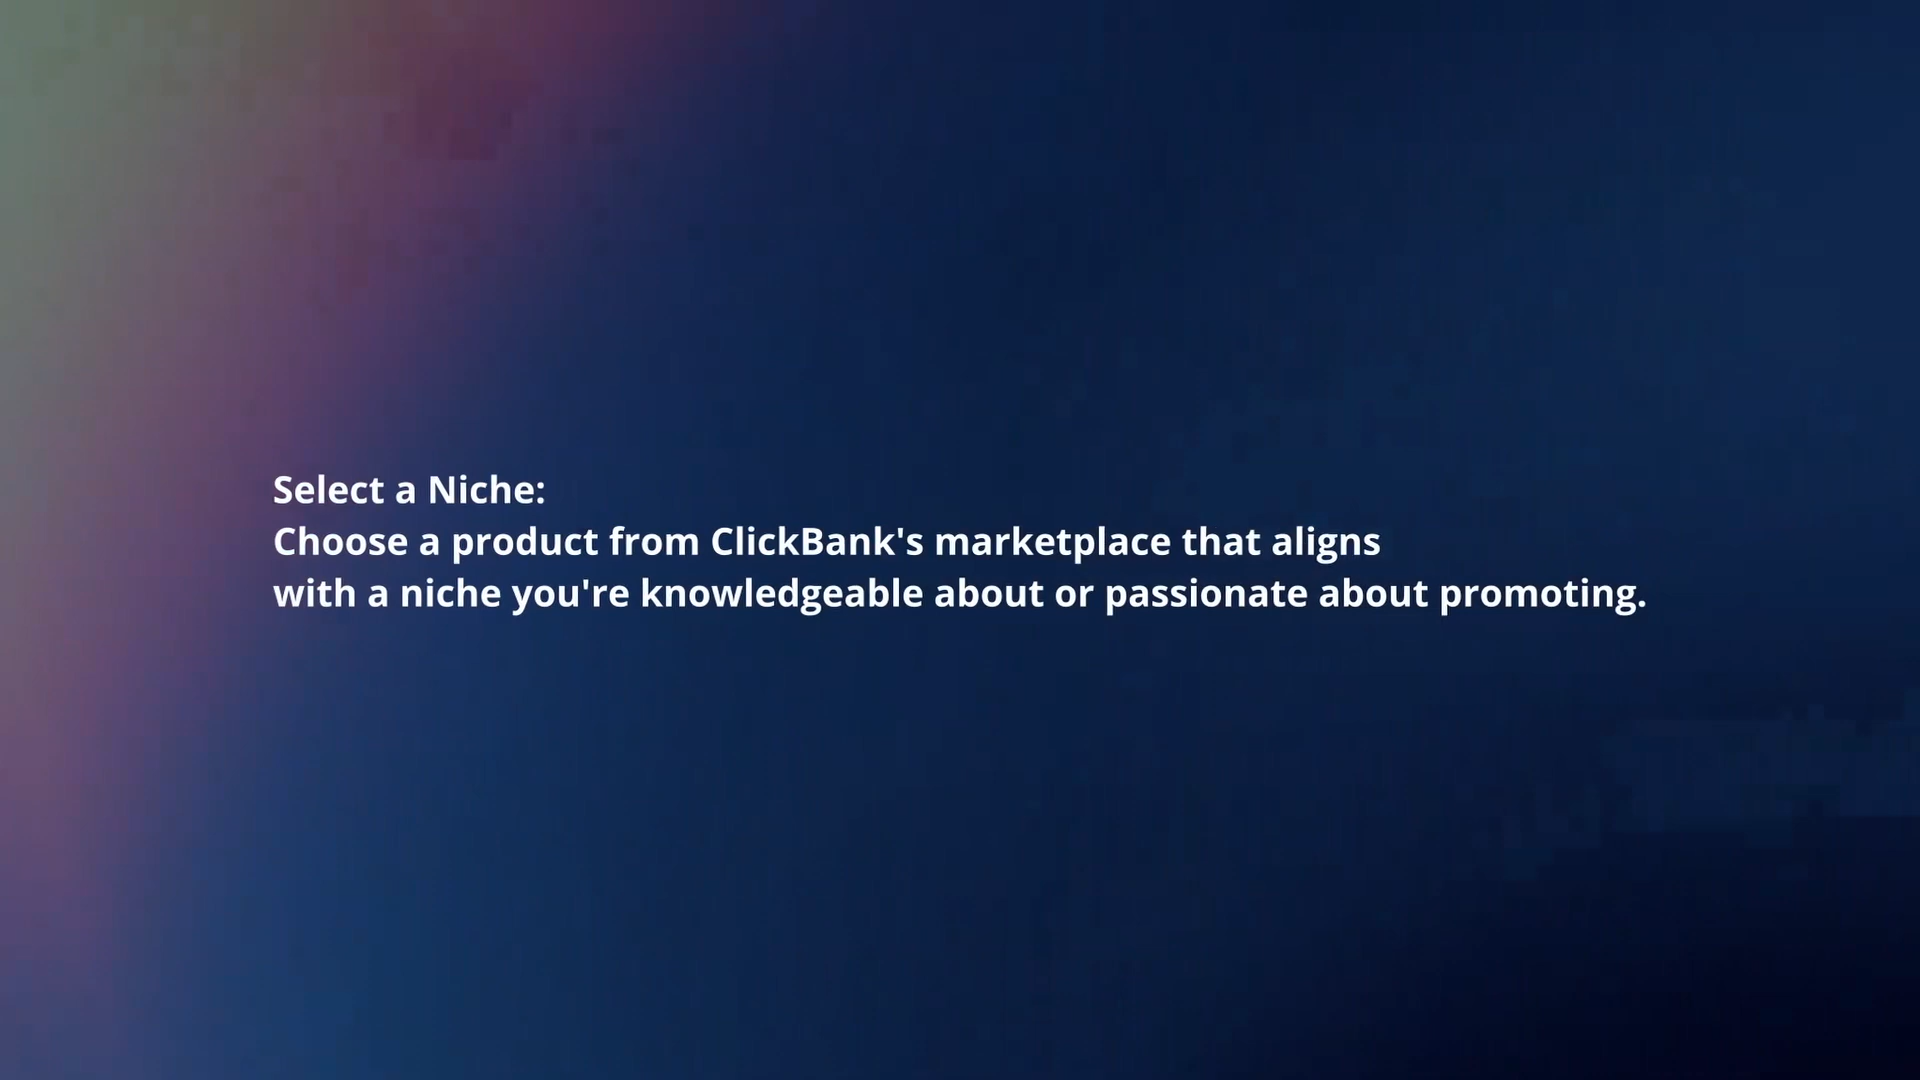 Select a Niche:
Choose a product from ClickBank's marketplace that aligns
with a niche you're knowledgeable about or passionate about promoting.